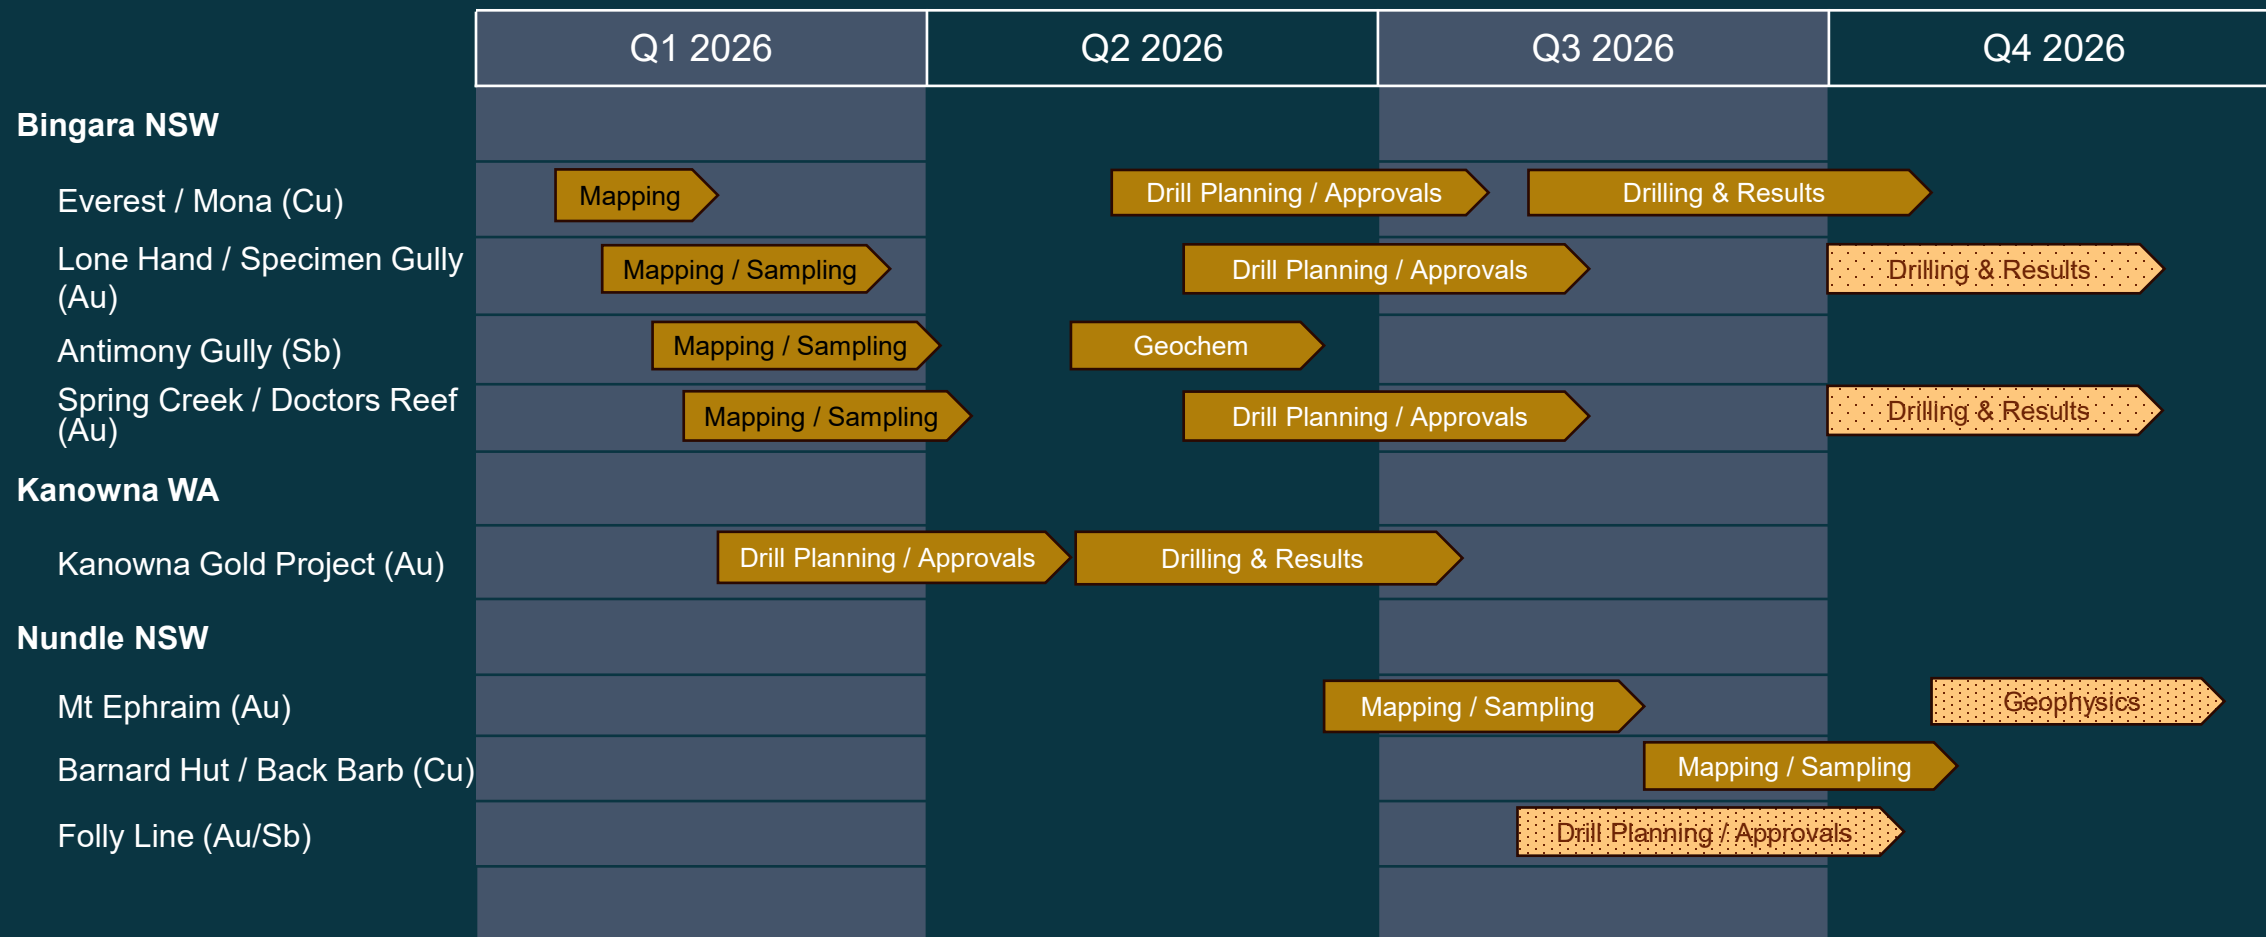 Q1 2026
Q2 2026
Q3 2026
Q4 2026
Bingara NSW
Everest / Mona (Cu)
Mapping
Drill Planning / Approvals
Drilling & Results
Lone Hand / Specimen Gully
(Au)
Mapping / Sampling
Drill Planning / Approvals
Drilling & Results
Antimony Gully (Sb)
Mapping / Sampling
Geochem
Spring Creek / Doctors Reef
(Au)
Mapping / Sampling
Drill Planning / Approvals
Drilling & Results
Kanowna WA
Kanowna Gold Project (Au)
Drill Planning / Approvals
Drilling & Results
Nundle NSW
Mt Ephraim (Au)
Mapping / Sampling
Geophysics
Barnard Hut / Back Barb (Cu)
Mapping / Sampling
Folly Line (Au/Sb)
Drill Planning / Approvals